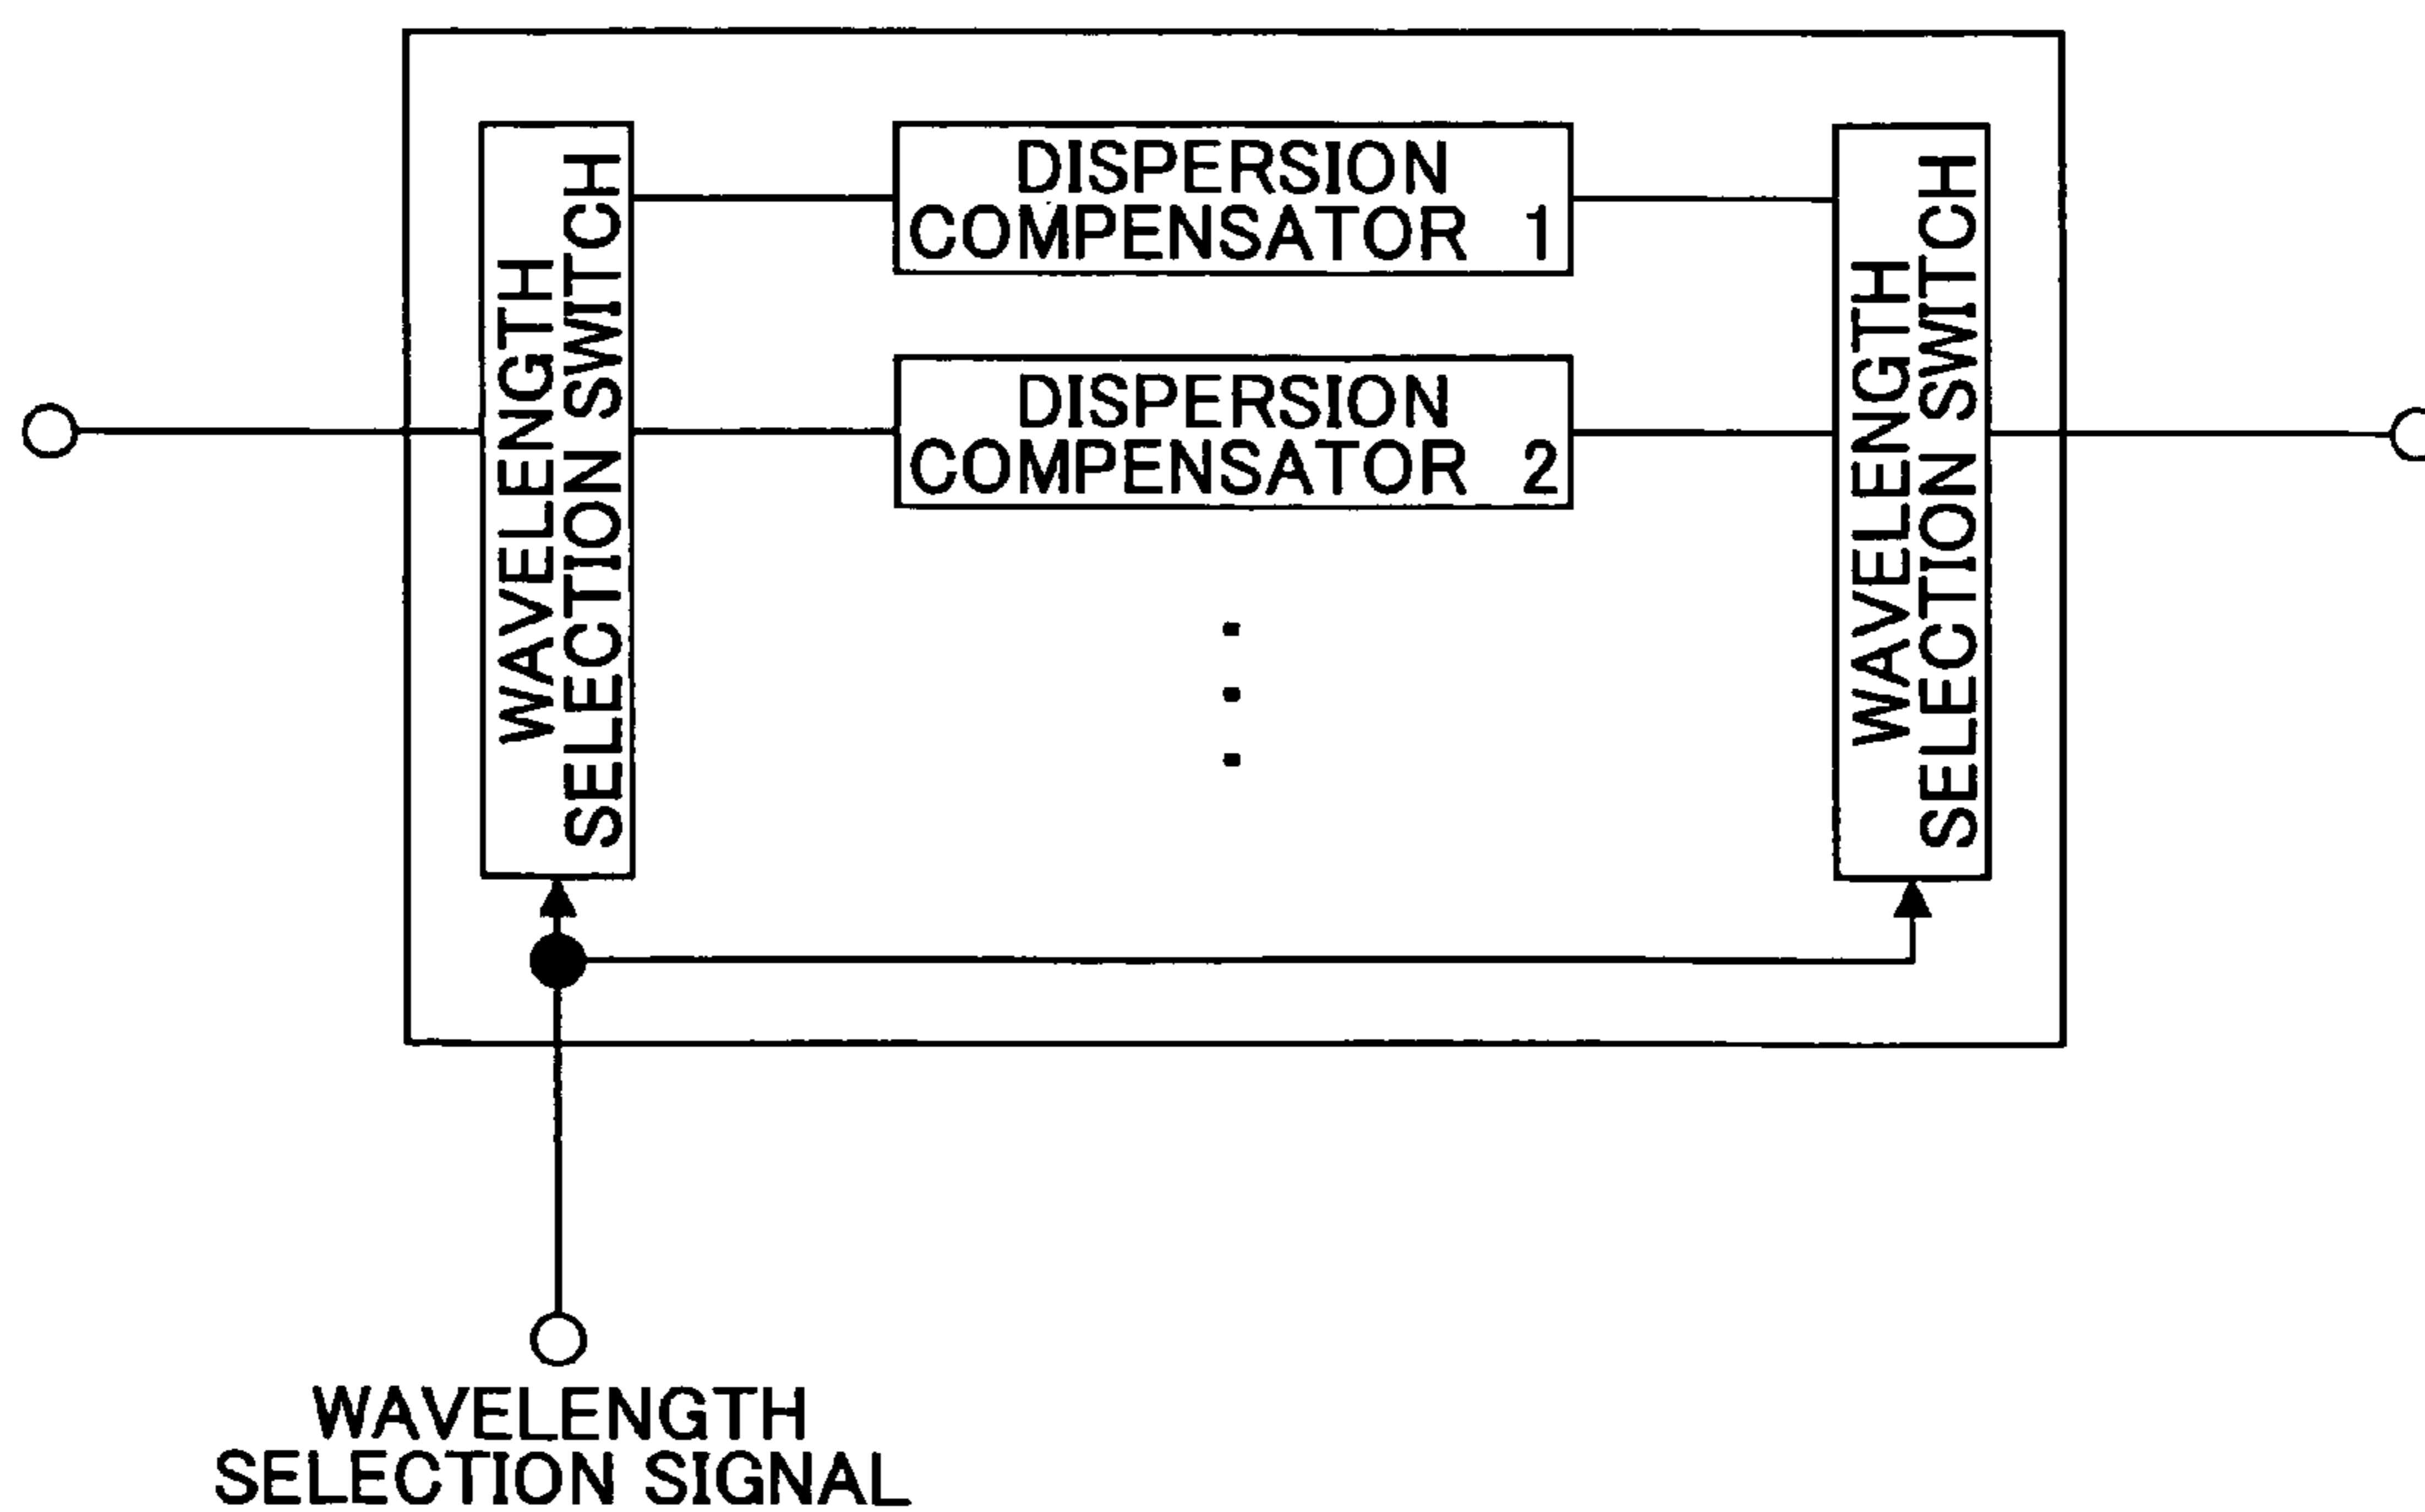 WAVELENGTH
SELECTION SWITCH
DISPERSION
COMPENSATOR 1
DISPERSION
COMPENSATOR 2
WAVELENGTH
SELECTION SWITCH
WAVELENGTH
SELECTION SIGNAL